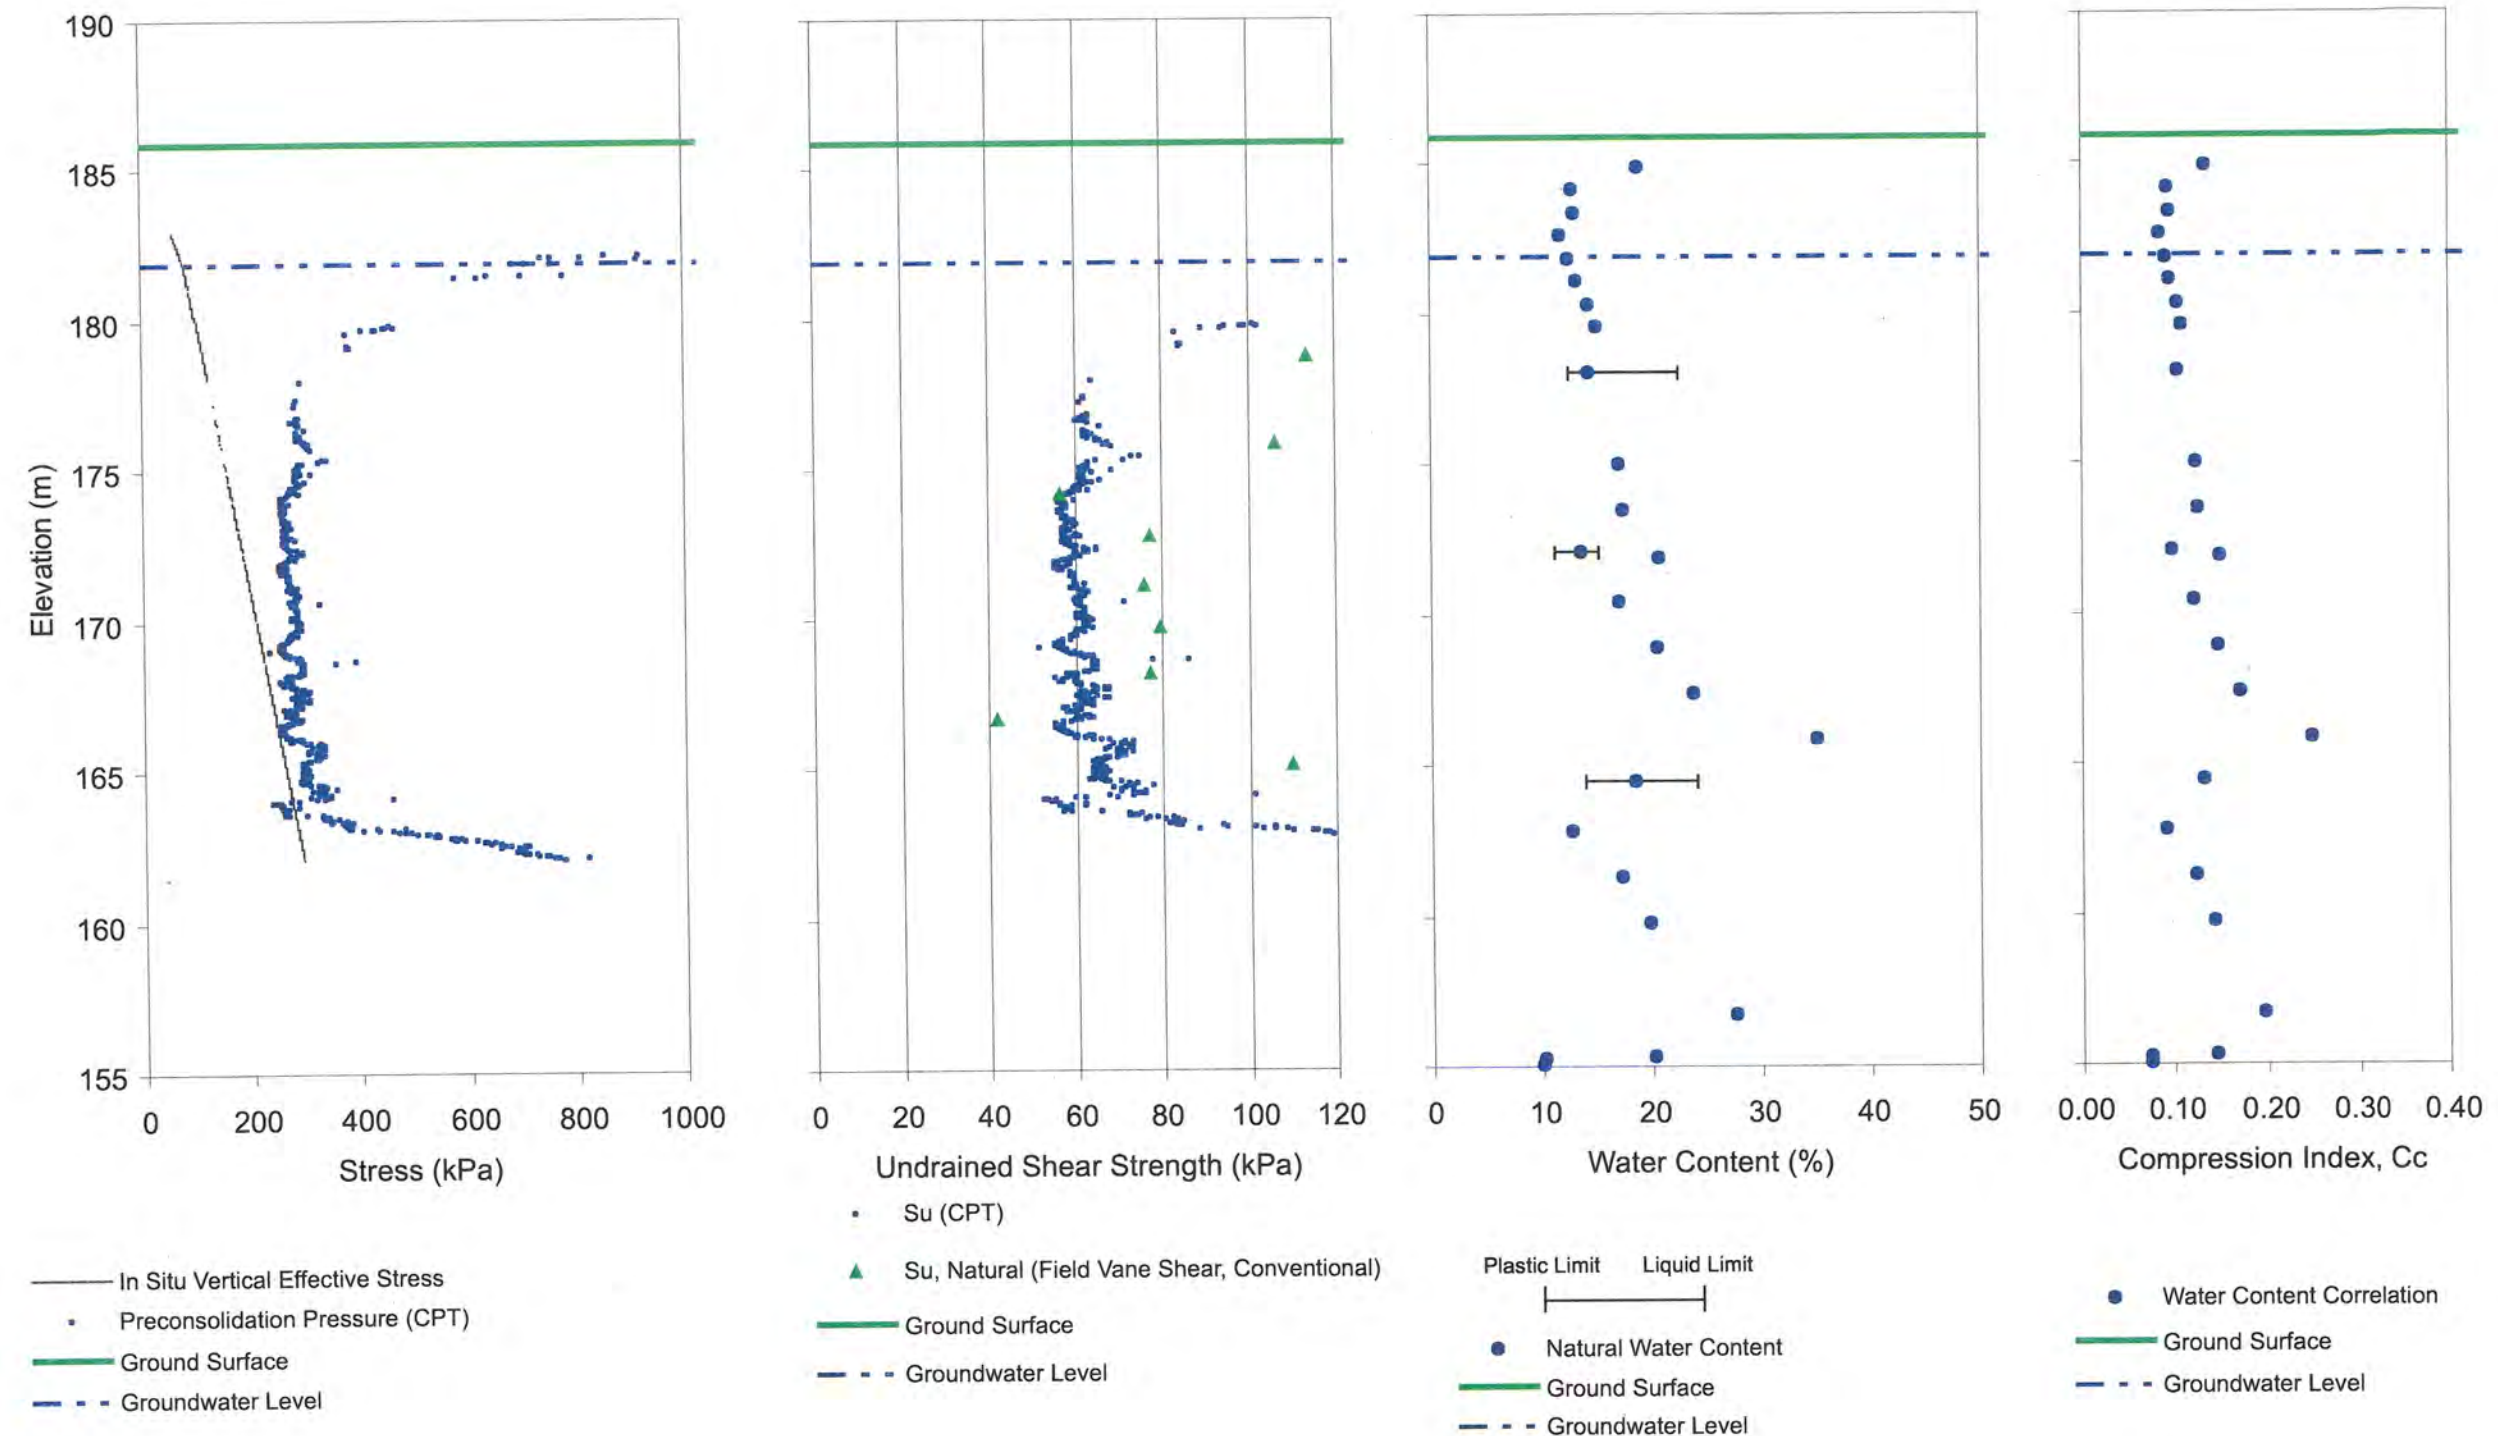 190
185
180
175
170
165
160
155
Elevation (m)
0 200 400 600 800 1000
Stress (kPa)
In Situ Vertical Effective Stress
Preconsolidation Pressure (CPT)
Ground Surface
Groundwater Level
0 20 40 60 80 100 120
Undrained Shear Strength (kPa)
Su (CPT)
Su, Natural (Field Vane Shear, Conventional)
Ground Surface
Groundwater Level
0 10 20 30 40 50
Water Content (%)
Plastic Limit Liquid Limit
Natural Water Content
Ground Surface
Groundwater Level
0.00 0.10 0.20 0.30 0.40
Compression Index, Cc
Water Content Correlation
Ground Surface
Groundwater Level